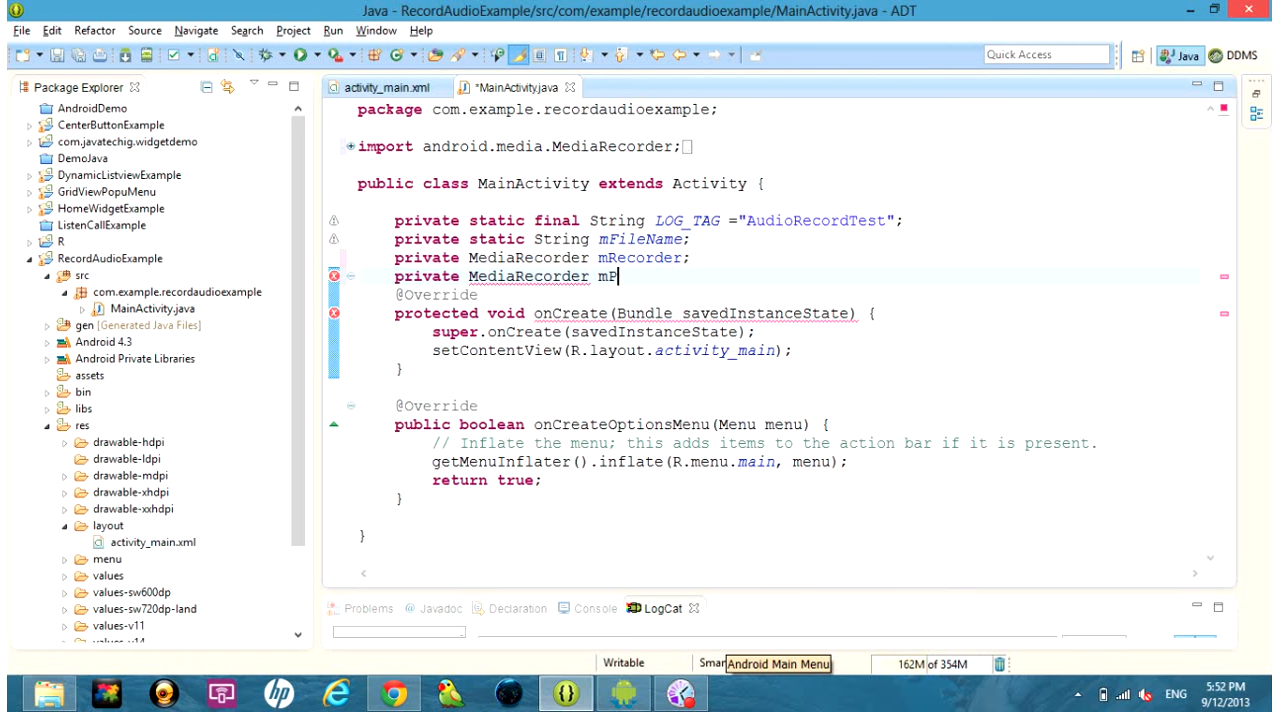 Java - RecordAudioExample/src/com/example/recordaudioexample/MainActivity.java - ADT
File Edit Refactor Source Navigate Search Project Run Window Help
Quick Access
Java
DDMS
Package Explorer
AndroidDemo
CenterButtonExample
com.javatechig.widgetdemo
DemoJava
DynamicListviewExample
GridViewPopuMenu
HomeWidgetExample
ListenCallExample
R
RecordAudioExample
src
com.example.recordaudioexample
MainActivity.java
gen [Generated Java Files]
Android 4.3
Android Private Libraries
assets
bin
libs
res
drawable-hdpi
drawable-ldpi
drawable-mdpi
drawable-xhdpi
drawable-xxhdpi
layout
activity_main.xml
menu
values
values-sw600dp
values-sw720dp-land
values-v11
values-v14
activity_main.xml
*MainActivity.java
package com.example.recordaudioexample;
import android.media.MediaRecorder;
public class MainActivity extends Activity {
private static final String LOG_TAG ="AudioRecordTest";
private static String mFileName;
private MediaRecorder mRecorder;
private MediaRecorder mP
@Override
protected void onCreate(Bundle savedInstanceState) {
super.onCreate(savedInstanceState);
setContentView(R.layout.activity_main);
}
@Override
public boolean onCreateOptionsMenu(Menu menu) {
// Inflate the menu; this adds items to the action bar if it is present.
getMenuInflater().inflate(R.menu.main, menu);
return true;
}
}
Problems @ Javadoc Declaration Console LogCat
Writable
Smar
Android Main Menu
162M of 354M
ENG
5:52 PM
9/12/2013